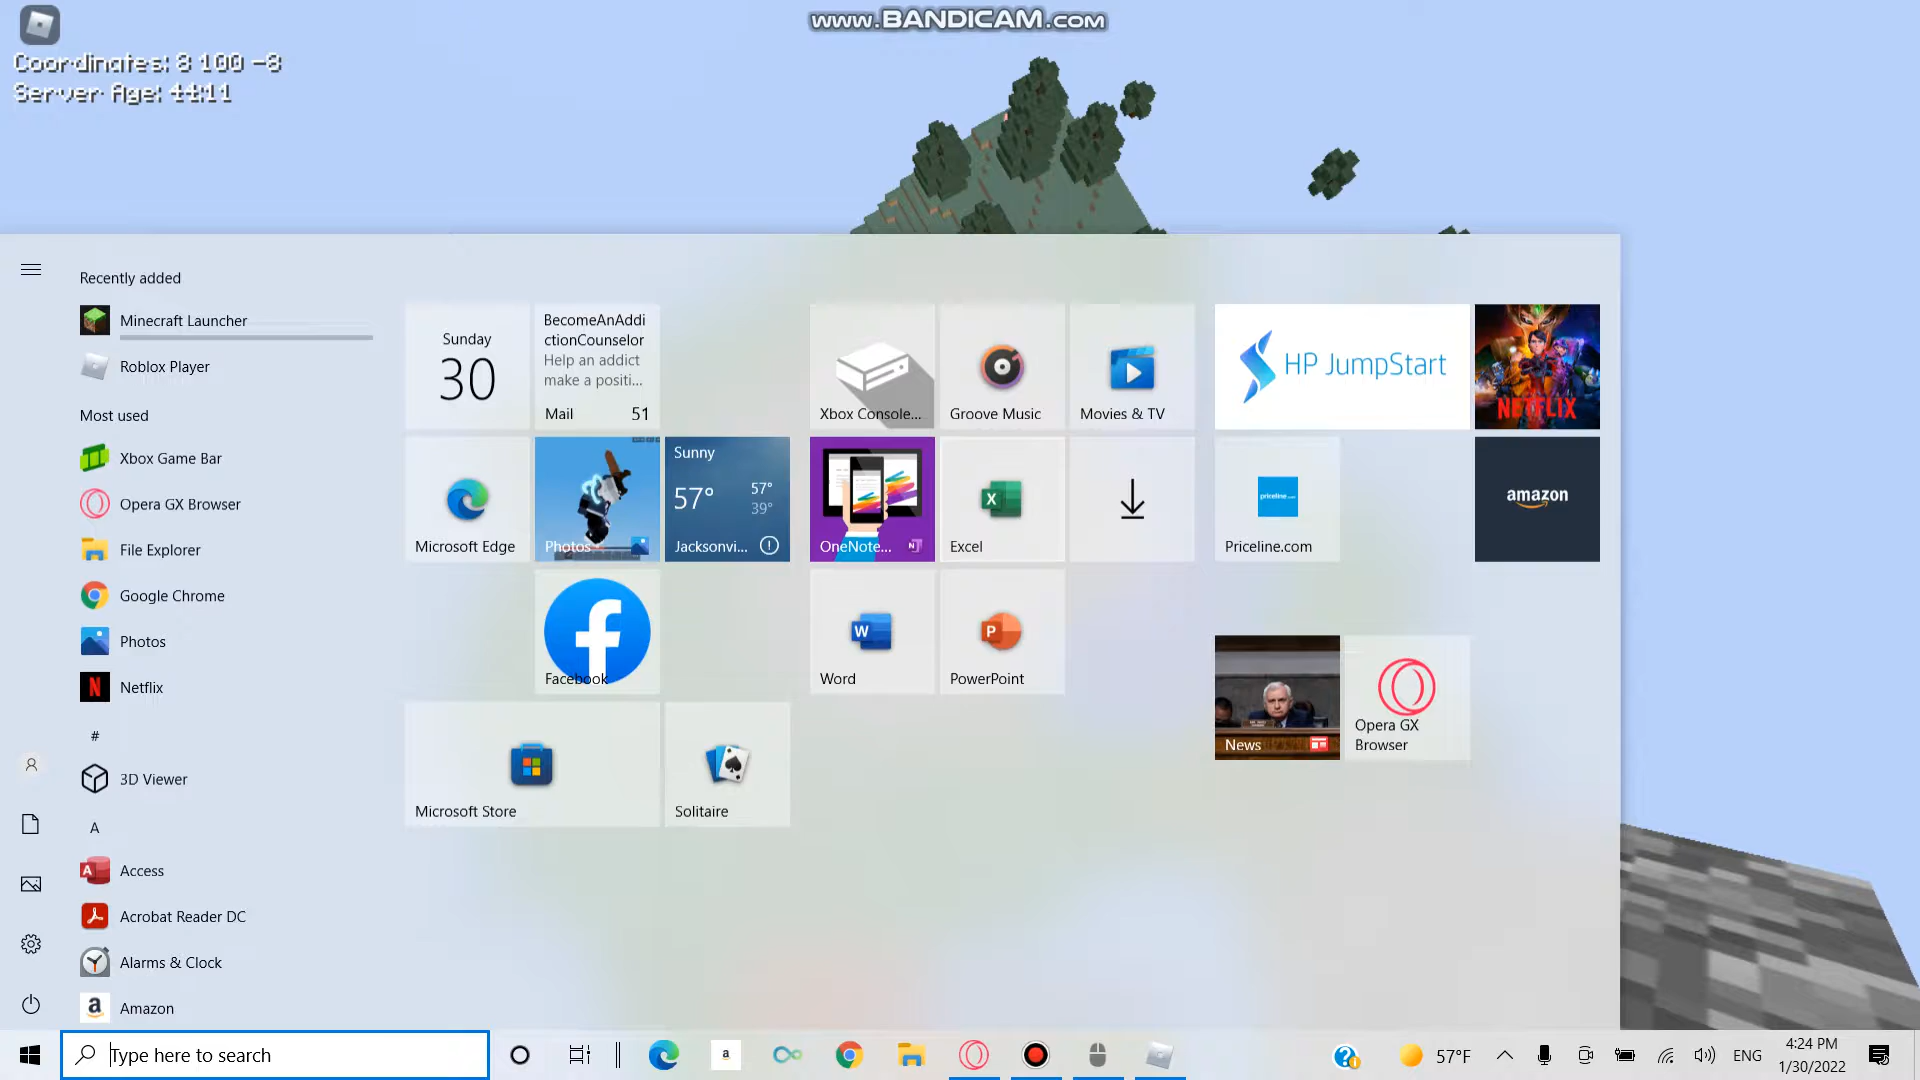 www.BANDICAM.com
Coordinates: 8 100 -8
Server Age: 44:11
Recently added
Minecraft Launcher
Roblox Player
Most used
Xbox Game Bar
Opera GX Browser
File Explorer
Google Chrome
Photos
Netflix
#
3D Viewer
A
Access
Acrobat Reader DC
Alarms & Clock
Amazon
Sunday
30
BecomeAnAddi
ctionCounselor
Help an addict
make a positi...
Mail 51
Microsoft Edge
Photos
Sunny
57° 57°
39°
Jacksonvi...
Facebook
Microsoft Store
Solitaire
Xbox Console...
Groove Music
Movies & TV
OneNote...
Excel
Word
PowerPoint
HP JumpStart
NETFLIX
priceline.com
Priceline.com
amazon
News
Opera GX
Browser
Type here to search
57°F
ENG
4:24 PM
1/30/2022